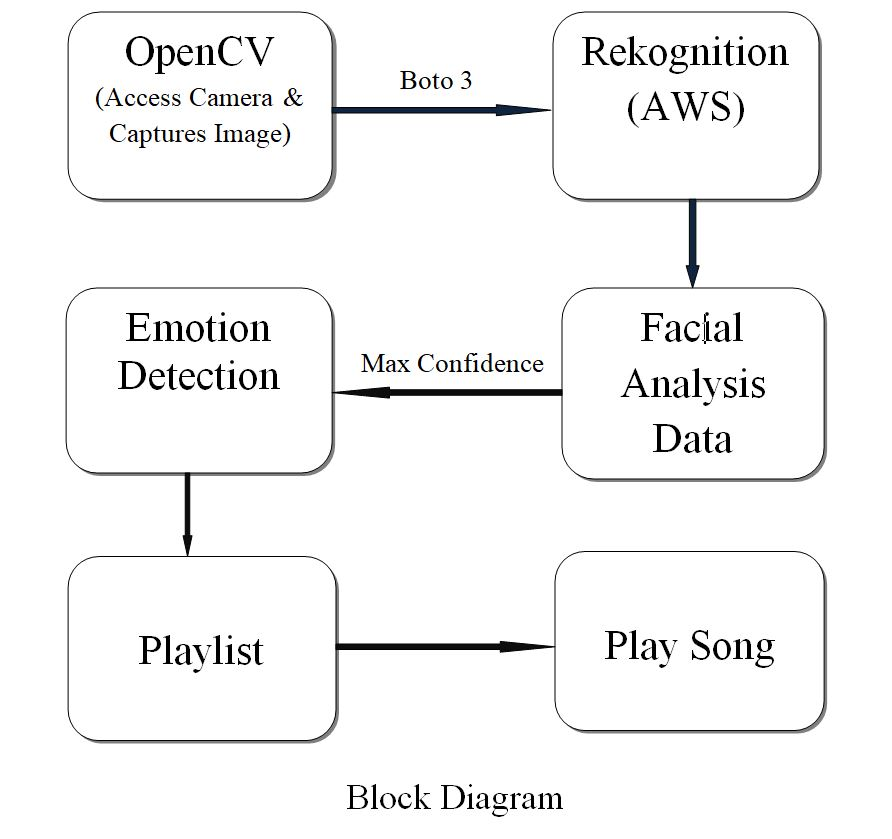 OpenCV
(Access Camera &
Captures Image)
Boto 3
Rekognition
(AWS)
Emotion
Detection
Max Confidence
Facial
Analysis
Data
Playlist
Play Song
Block Diagram